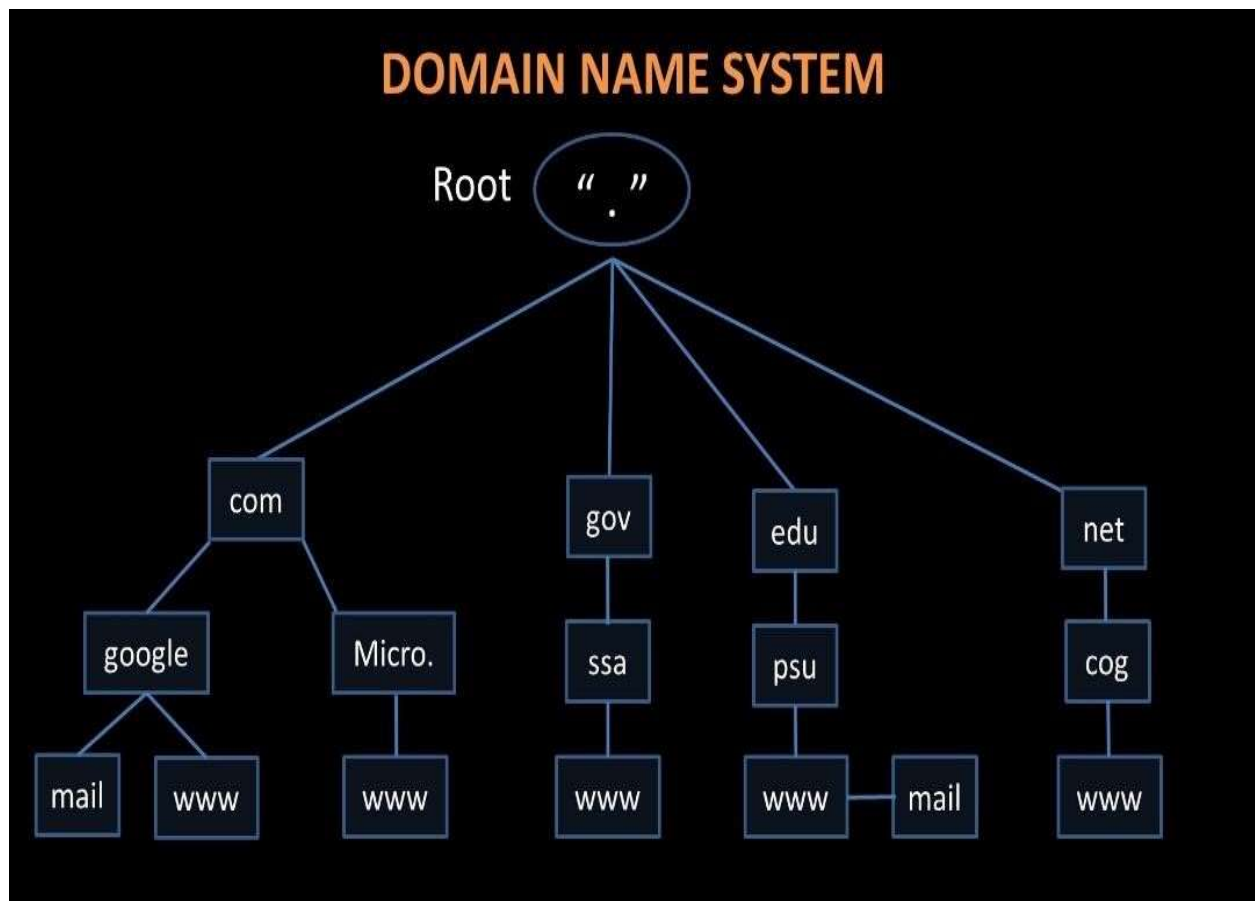 DOMAIN NAME SYSTEM
Root “ . ”
com
gov
edu
net
google
Micro.
ssa
psu
cog
mail
www
www
www
www
mail
www